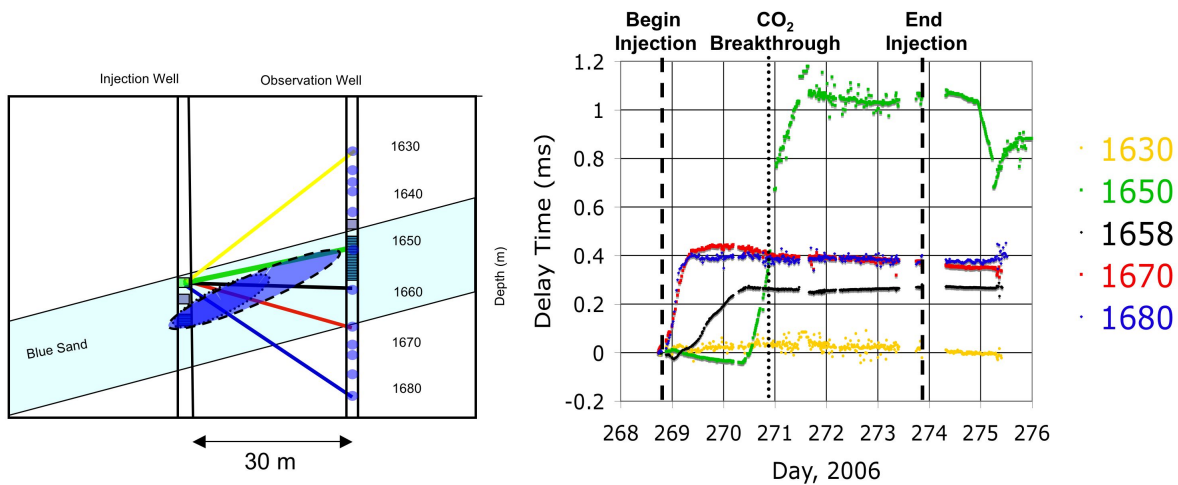 Injection Well
Observation Well
1630
1640
1650
1660
1670
1680
Depth (m)
Blue Sand
30 m
Begin
Injection
CO₂
Breakthrough
End
Injection
Delay Time (ms)
1.2
1
0.8
0.6
0.4
0.2
0
-0.2
268 269 270 271 272 273 274 275 276
Day, 2006
1630
1650
1658
1670
1680